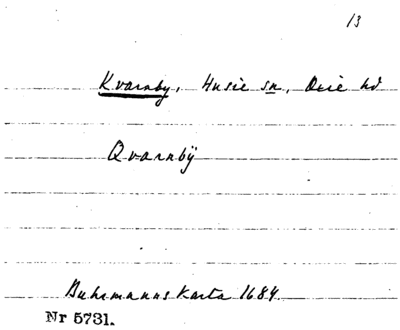 13
Kvarnby, Husie sn, Oxie hd
Qvarnbÿ
Buhrmanns Karta 1684.
Nr 5731.